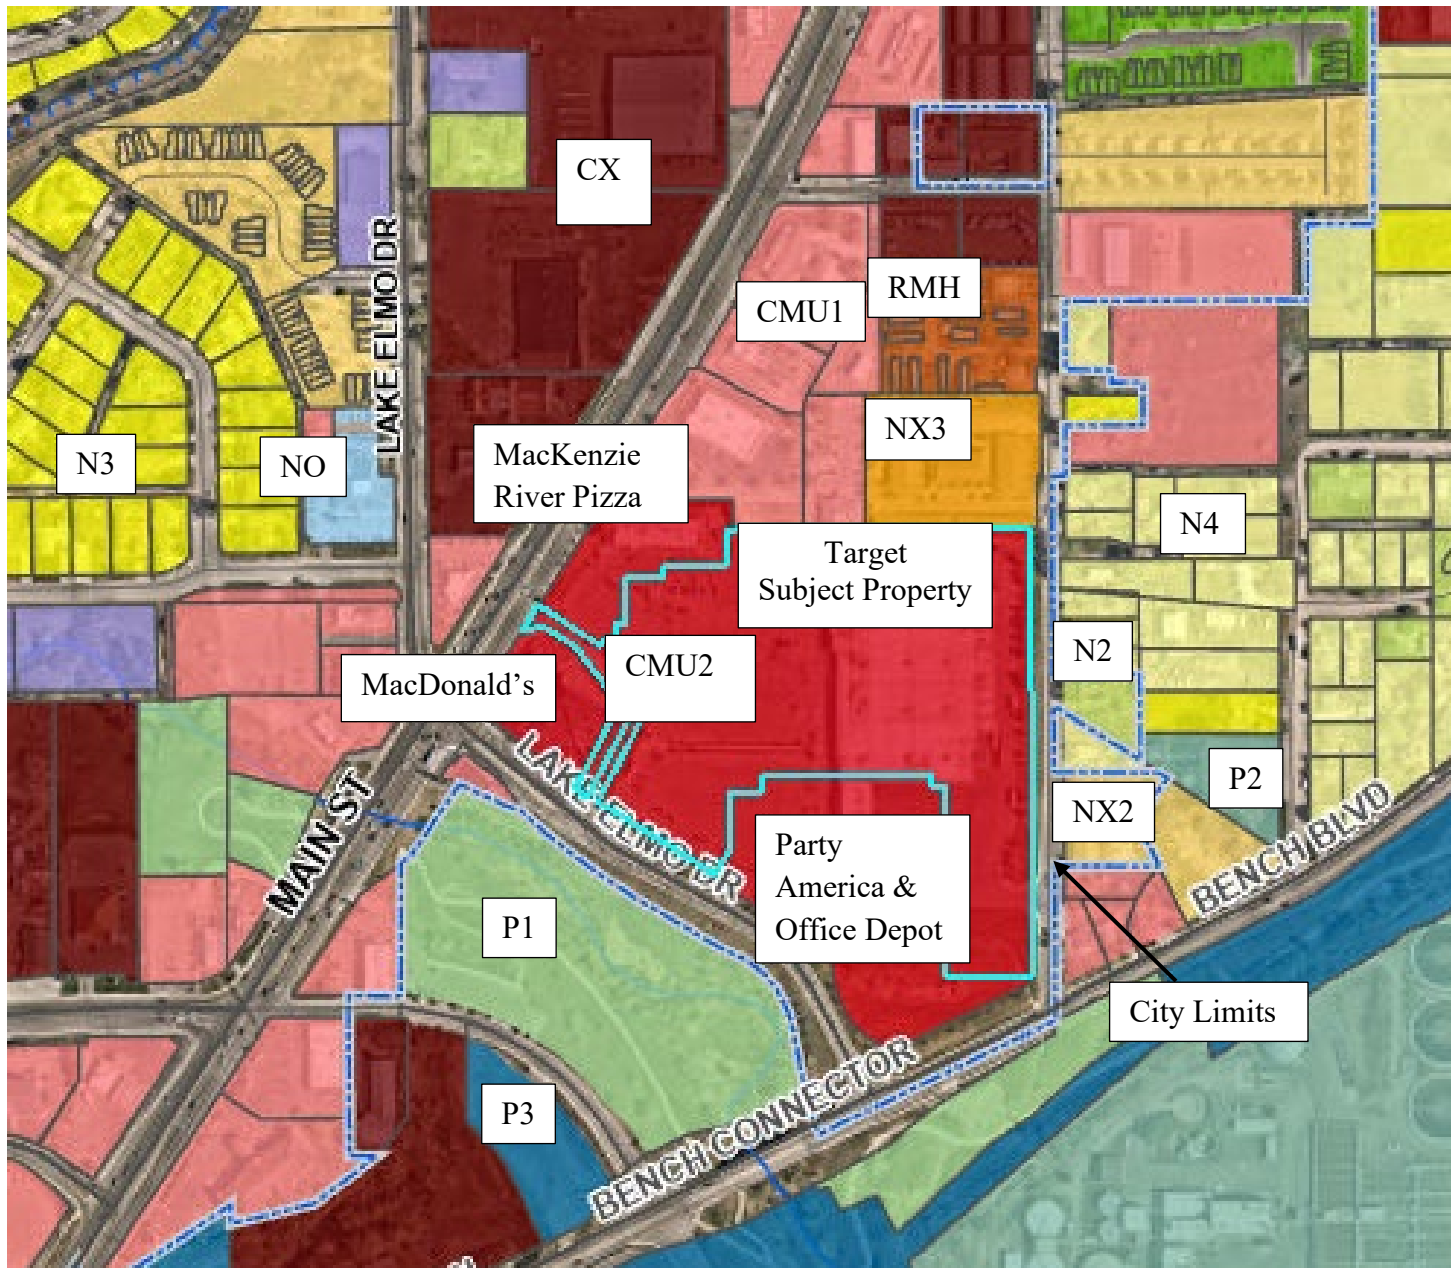 CX
LAKE ELMO DR
RMH
CMU1
NX3
MacKenzie
River Pizza
N3
NO
N4
Target
Subject Property
N2
CMU2
MacDonald's
P2
LAKE ELMO DR
NX2
MAIN ST
Party
America &
Office Depot
BENCH BLVD
P1
City Limits
P3
BENCH CONNECTOR